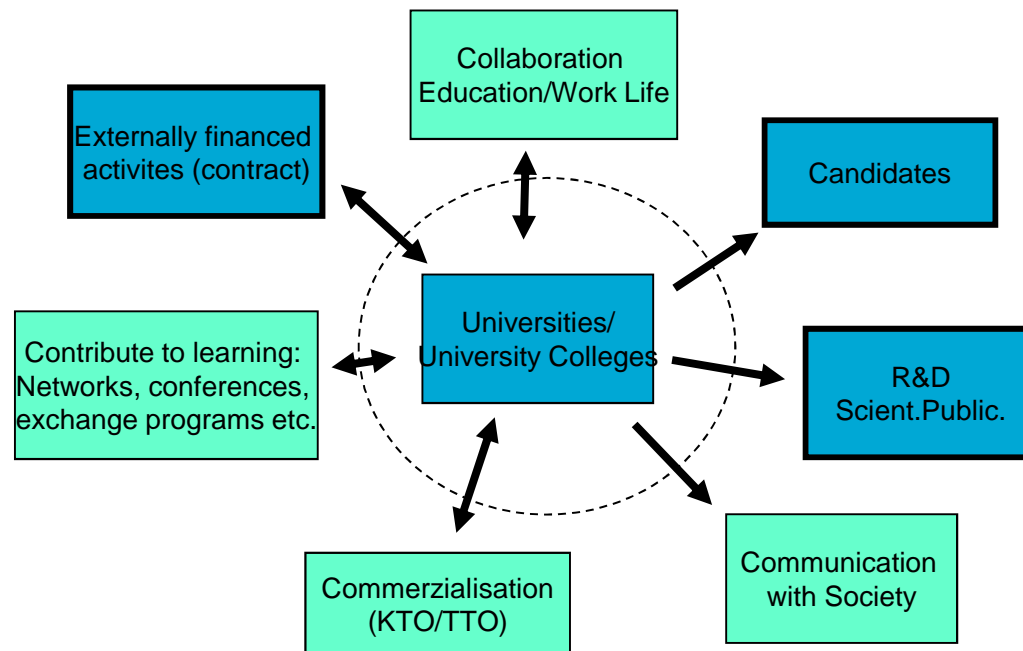 Collaboration
Education/Work Life
Externally financed
activites (contract)
Candidates
Universities/
University Colleges
Contribute to learning:
Networks, conferences,
exchange programs etc.
R&D
Scient.Public.
Commerzialisation
(KTO/TTO)
Communication
with Society